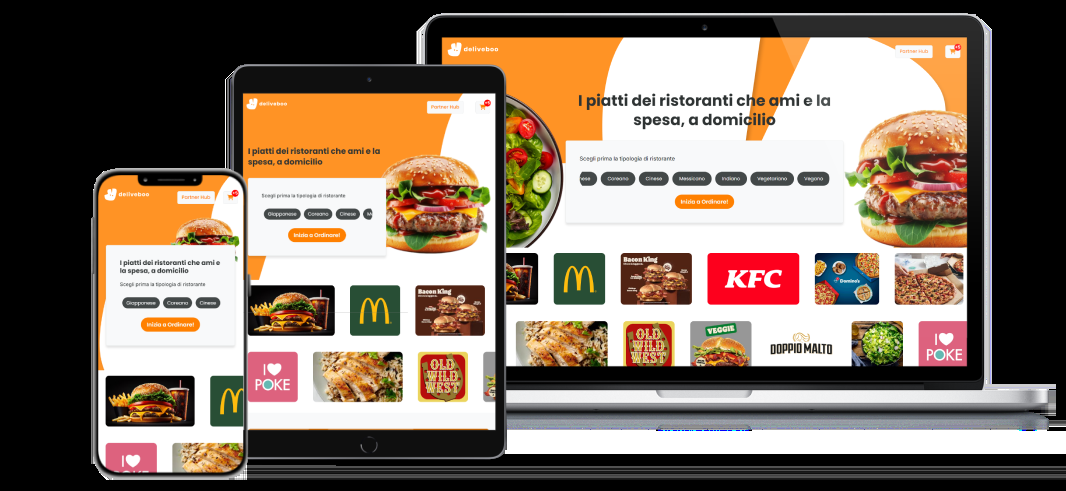 deliveboo
Partner Hub
+9
I piatti dei ristoranti che ami e la
spesa, a domicilio
Scegli prima la tipologia di ristorante
Coreano
Cinese
Messicano
Indiano
Vegetariano
Vegano
Inizia a Ordinare!
Bacon King
KFC
Domino's
OLD
WILD
WEST
VEGGIE
DOPPIO MALTO
I
POKE
deliveboo
Partner Hub
I piatti dei ristoranti che ami e la
spesa, a domicilio
Scegli prima la tipologia di ristorante
Giapponese
Coreano
Cinese
Inizia a Ordinare!
Bacon King
I
POKE
OLD
WILD
WEST
deliveboo
Partner Hub
I piatti dei ristoranti che ami e
la spesa, a domicilio
Scegli prima la tipologia di ristorante
Giapponese
Coreano
Cinese
Inizia a Ordinare!
I
POKE